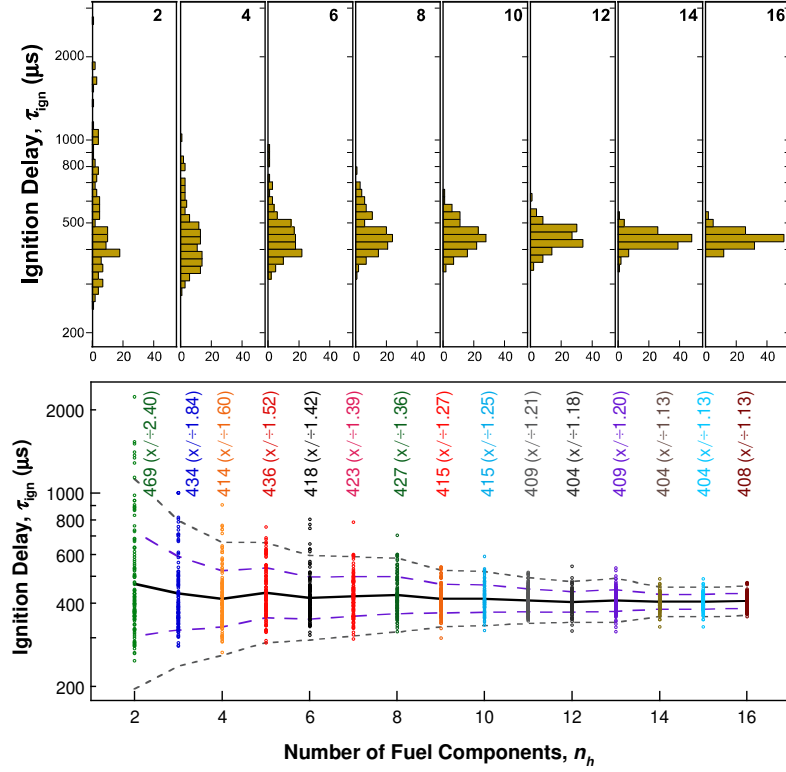 2 4 6 8 10 12 14 16
Ignition Delay, τign (μs)
2000
1000
800
500
200
0 20 40 0 20 40 0 20 40 0 20 40 0 20 40 0 20 40 0 20 40 0 20 40
Ignition Delay, τign (μs)
2000
1000
800
600
400
200
469 (x/÷2.40)
434 (x/÷1.84)
414 (x/÷1.60)
436 (x/÷1.52)
418 (x/÷1.42)
423 (x/÷1.39)
427 (x/÷1.36)
415 (x/÷1.27)
415 (x/÷1.25)
409 (x/÷1.21)
404 (x/÷1.18)
409 (x/÷1.20)
404 (x/÷1.13)
404 (x/÷1.13)
408 (x/÷1.13)
2 4 6 8 10 12 14 16
Number of Fuel Components, nh